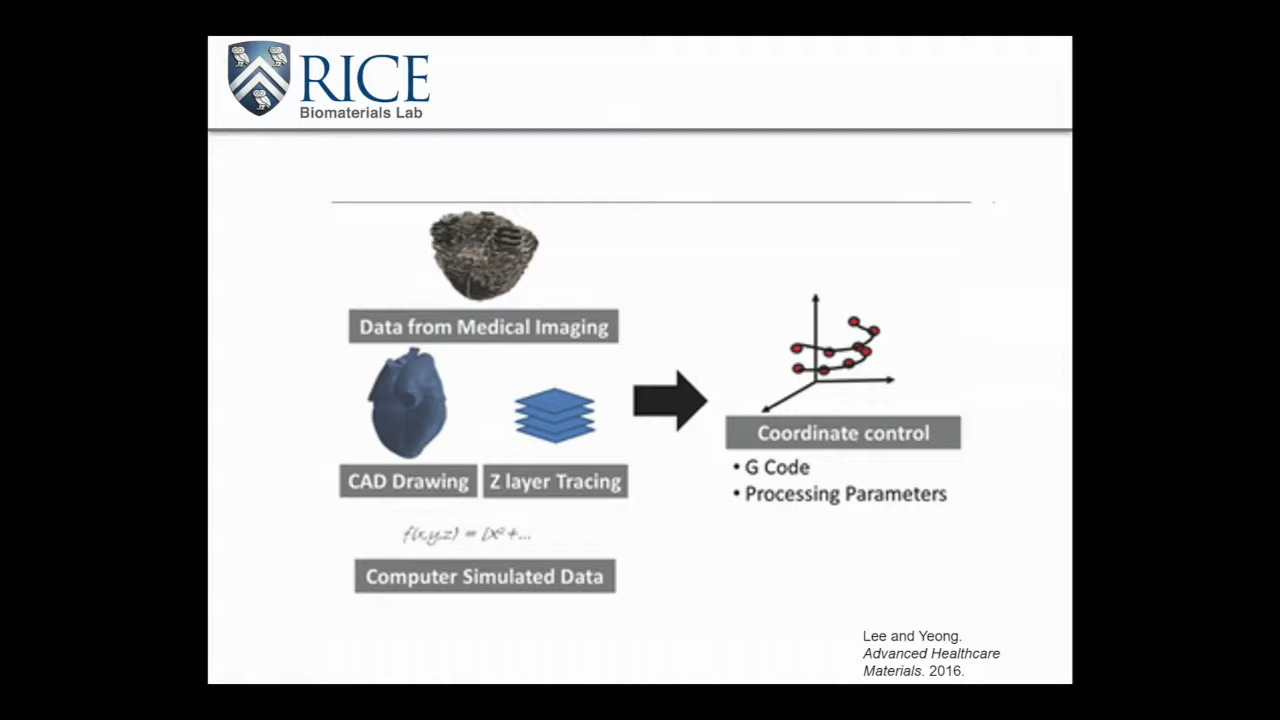 RICE
Biomaterials Lab
Data from Medical Imaging
CAD Drawing
Z layer Tracing
f(x,y,z) =
Computer Simulated Data
Coordinate control
• G Code
• Processing Parameters
Lee and Yeong.
Advanced Healthcare
Materials. 2016.